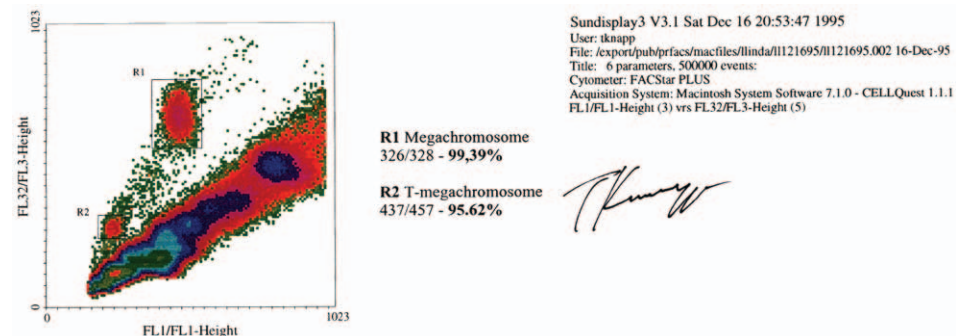 1023
R1
R2
FL32/FL3-Height
0
1023
FL1/FL1-Height
R1 Megachromosome
326/328 - 99,39%
R2 T-megachromosome
437/457 - 95.62%
Sundisplay3 V3.1 Sat Dec 16 20:53:47 1995
User: tknapp
File: /export/pub/prfacs/macfiles/llinda/ll121695/ll121695.002 16-Dec-95
Title: 6 parameters, 500000 events:
Cytometer: FACStar PLUS
Acquisition System: Macintosh System Software 7.1.0 - CELLQuest 1.1.1
FL1/FL1-Height (3) vrs FL32/FL3-Height (5)